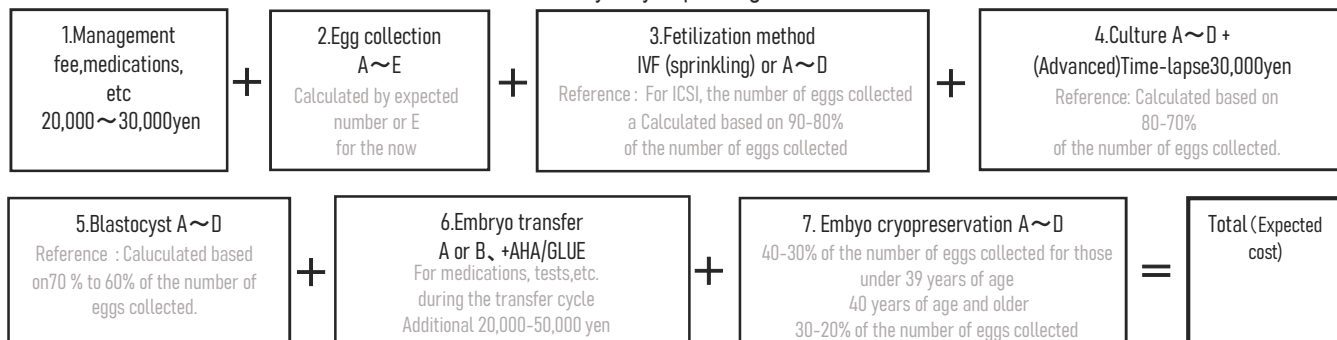 1.Management
fee,medications,
etc
20,000～30,000yen
+
2.Egg collection
A～E
Calculated by expected
number or E
for the now
+
3.Fetilization method
IVF (sprinkling) or A～D
Reference : For ICSI, the number of eggs collected
a Calculated based on 90-80%
of the number of eggs collected
+
4.Culture A～D +
(Advanced)Time-lapse30,000yen
Reference: Calculated based on
80-70%
of the number of eggs collected.
5.Blastocyst A～D
Reference : Caluculated based
on70 % to 60% of the number of
eggs collected.
+
6.Embryo transfer
A or B、+AHA/GLUE
For medications, tests,etc.
during the transfer cycle
Additional 20,000-50,000 yen
+
7. Embyo cryopreservation A～D
40-30% of the number of eggs collected for those
under 39 years of age
40 years of age and older
30-20% of the number of eggs collected
=
Total（Expected
cost)